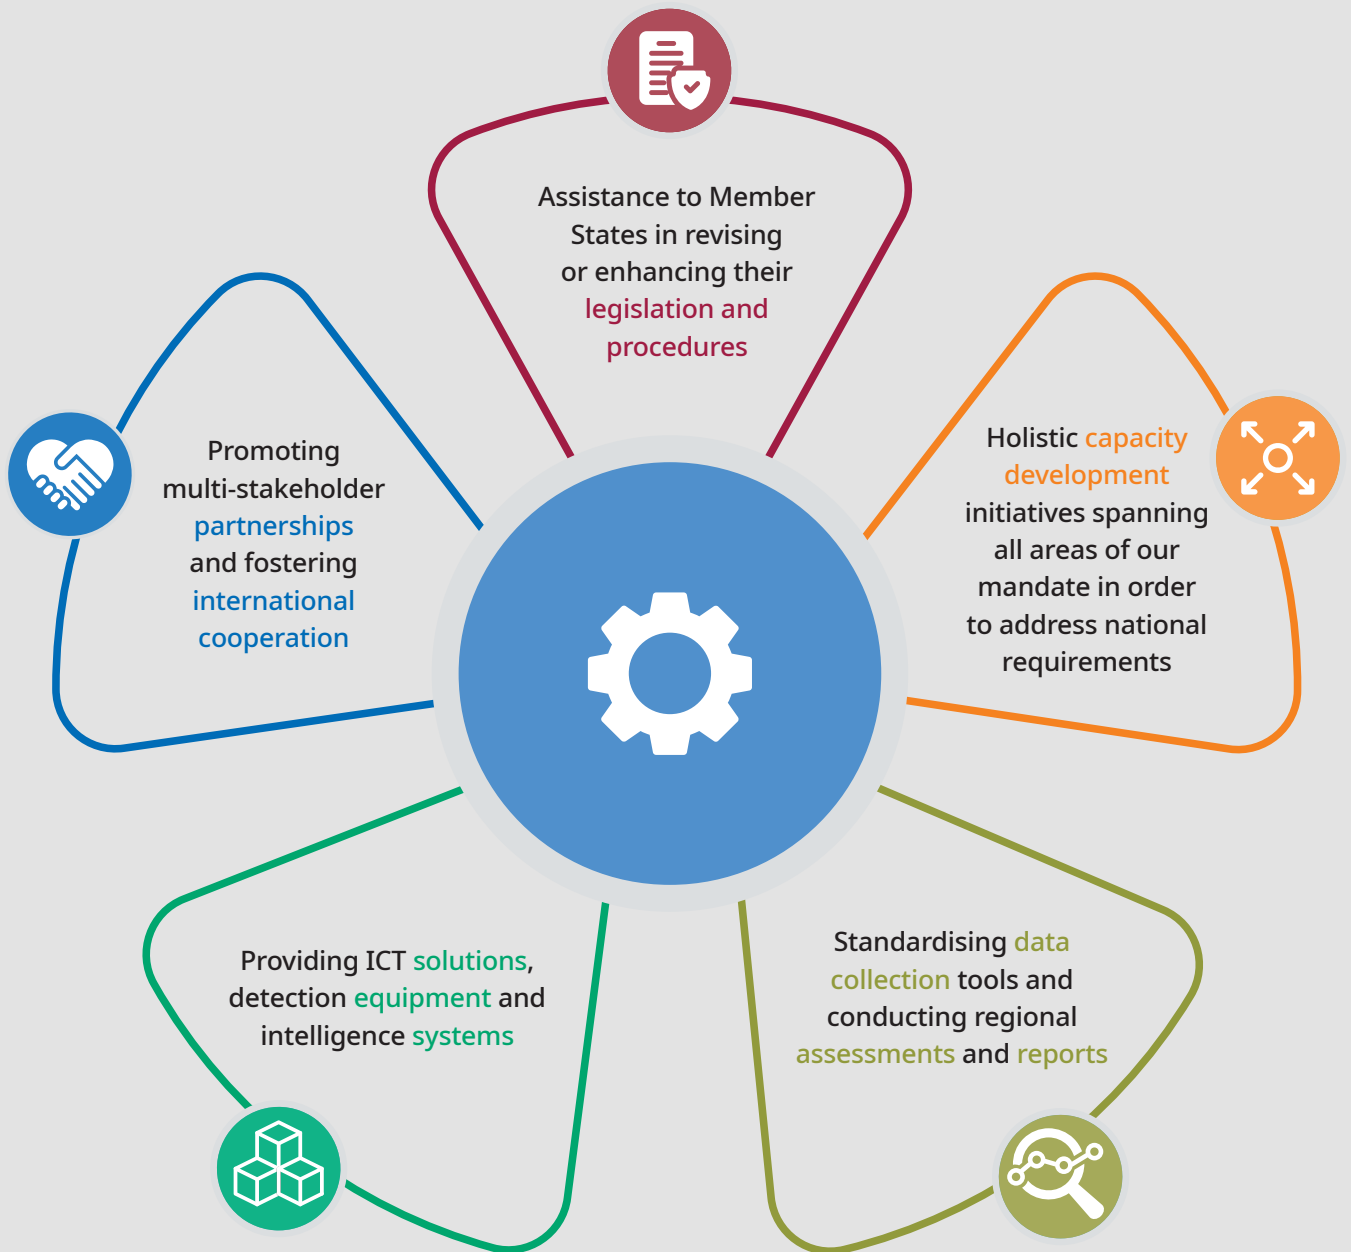 Assistance to Member
States in revising
or enhancing their
legislation and
procedures
Holistic capacity
development
initiatives spanning
all areas of our
mandate in order
to address national
requirements
Standardising data
collection tools and
conducting regional
assessments and reports
Providing ICT solutions,
detection equipment and
intelligence systems
Promoting
multi-stakeholder
partnerships
and fostering
international
cooperation